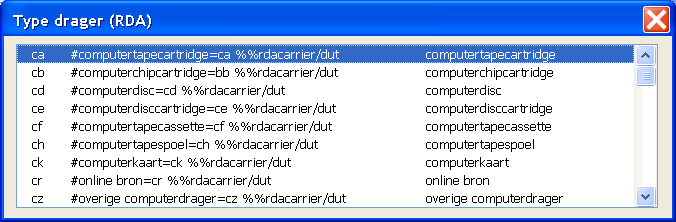 Type drager (RDA)
ca #computertapecartridge=ca %%rdacarrier/dut computertapecartridge
cb #computerchipcartridge=bb %%rdacarrier/dut computerchipcartridge
cd #computerdisc=cd %%rdacarrier/dut computerdisc
ce #computerdisccartridge=ce %%rdacarrier/dut computerdisccartridge
cf #computertapecassette=cf %%rdacarrier/dut computertapecassette
ch #computertapespoel=ch %%rdacarrier/dut computertapespoel
ck #computerkaart=ck %%rdacarrier/dut computerkaart
cr #online bron=cr %%rdacarrier/dut online bron
cz #overige computerdrager=cz %%rdacarrier/dut overige computerdrager